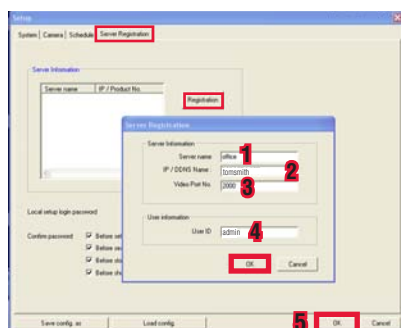 Setup
System Camera Schedule Server Registration
Server Information
Server name IP / Product No.
Registration
Server Registration
Server Information
Server name office 1
IP / DDNS Name : tomsmith 2
Video Port No. 2000 3
User information
User ID admin 4
OK Cancel
Local setup login password
Confirm password
Before
Before
Before
Before
Save config. as Load config. 5 OK Cancel